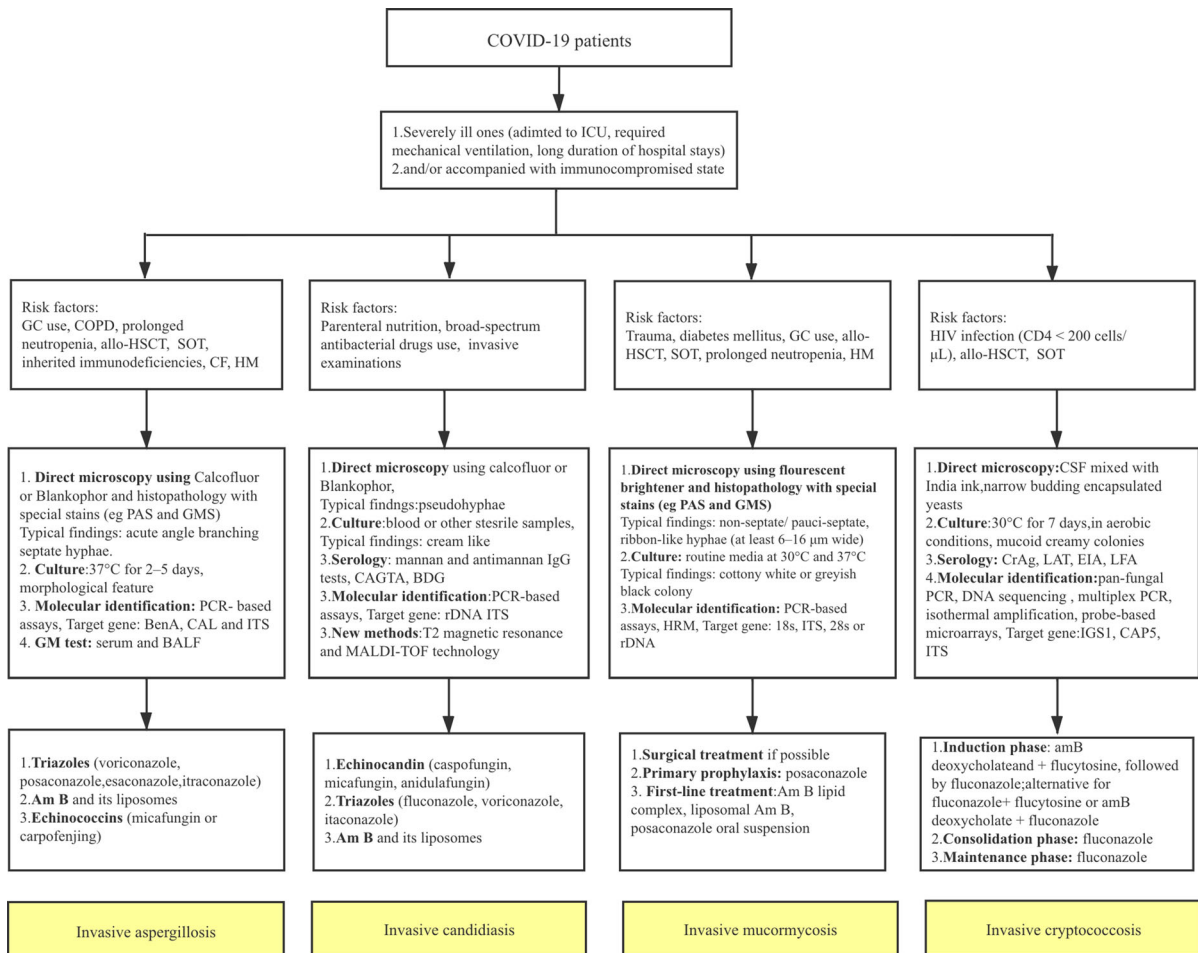 COVID-19 patients
1.Severely ill ones (adimted to ICU, required
mechanical ventilation, long duration of hospital stays)
2.and/or accompanied with immunocompromised state
Risk factors:
GC use, COPD, prolonged
neutropenia, allo-HSCT, SOT,
inherited immunodeficiencies, CF, HM
Risk factors:
Parenteral nutrition, broad-spectrum
antibacterial drugs use, invasive
examinations
Risk factors:
Trauma, diabetes mellitus, GC use, allo-
HSCT, SOT, prolonged neutropenia, HM
Risk factors:
HIV infection (CD4 < 200 cells/
μL), allo-HSCT, SOT
1. Direct microscopy using Calcofluor
or Blankophor and histopathology with
special stains (eg PAS and GMS)
Typical findings: acute angle branching
septate hyphae.
2. Culture:37°C for 2–5 days,
morphological feature
3. Molecular identification: PCR- based
assays, Target gene: BenA, CAL and ITS
4. GM test: serum and BALF
1.Direct microscopy using calcofluor or
Blankophor,
Typical findngs:pseudohyphae
2.Culture:blood or other stesrile samples,
Typical findings: cream like
3.Serology: mannan and antimannan IgG
tests, CAGTA, BDG
3.Molecular identification:PCR-based
assays, Target gene: rDNA ITS
3.New methods:T2 magnetic resonance
and MALDI-TOF technology
1.Direct microscopy using flourescent
brightener and histopathology with special
stains (eg PAS and GMS)
Typical findings: non-septate/ pauci-septate,
ribbon-like hyphae (at least 6–16 μm wide)
2.Culture: routine media at 30°C and 37°C
Typical findings: cottony white or greyish
black colony
3.Molecular identification: PCR-based
assays, HRM, Target gene: 18s, ITS, 28s or
rDNA
1.Direct microscopy:CSF mixed with
India ink,narrow budding encapsulated
yeasts
2.Culture:30°C for 7 days,in aerobic
conditions, mucoid creamy colonies
3.Serology: CrAg, LAT, EIA, LFA
4.Molecular identification:pan-fungal
PCR, DNA sequencing , multiplex PCR,
isothermal amplification, probe-based
microarrays, Target gene:IGS1, CAP5,
ITS
1.Triazoles (voriconazole,
posaconazole,esaconazole,itraconazole)
2.Am B and its liposomes
3.Echinococcins (micafungin or
carpofenjing)
1.Echinocandin (caspofungin,
micafungin, anidulafungin)
2.Triazoles (fluconazole, voriconazole,
itaconazole)
3.Am B and its liposomes
1.Surgical treatment if possible
2.Primary prophylaxis: posaconazole
3. First-line treatment:Am B lipid
complex, liposomal Am B,
posaconazole oral suspension
1.Induction phase: amB
deoxycholateand + flucytosine, followed
by fluconazole;alternative for
fluconazole+ flucytosine or amB
deoxycholate + fluconazole
2.Consolidation phase: fluconazole
3.Maintenance phase: fluconazole
Invasive aspergillosis
Invasive candidiasis
Invasive mucormycosis
Invasive cryptococcosis